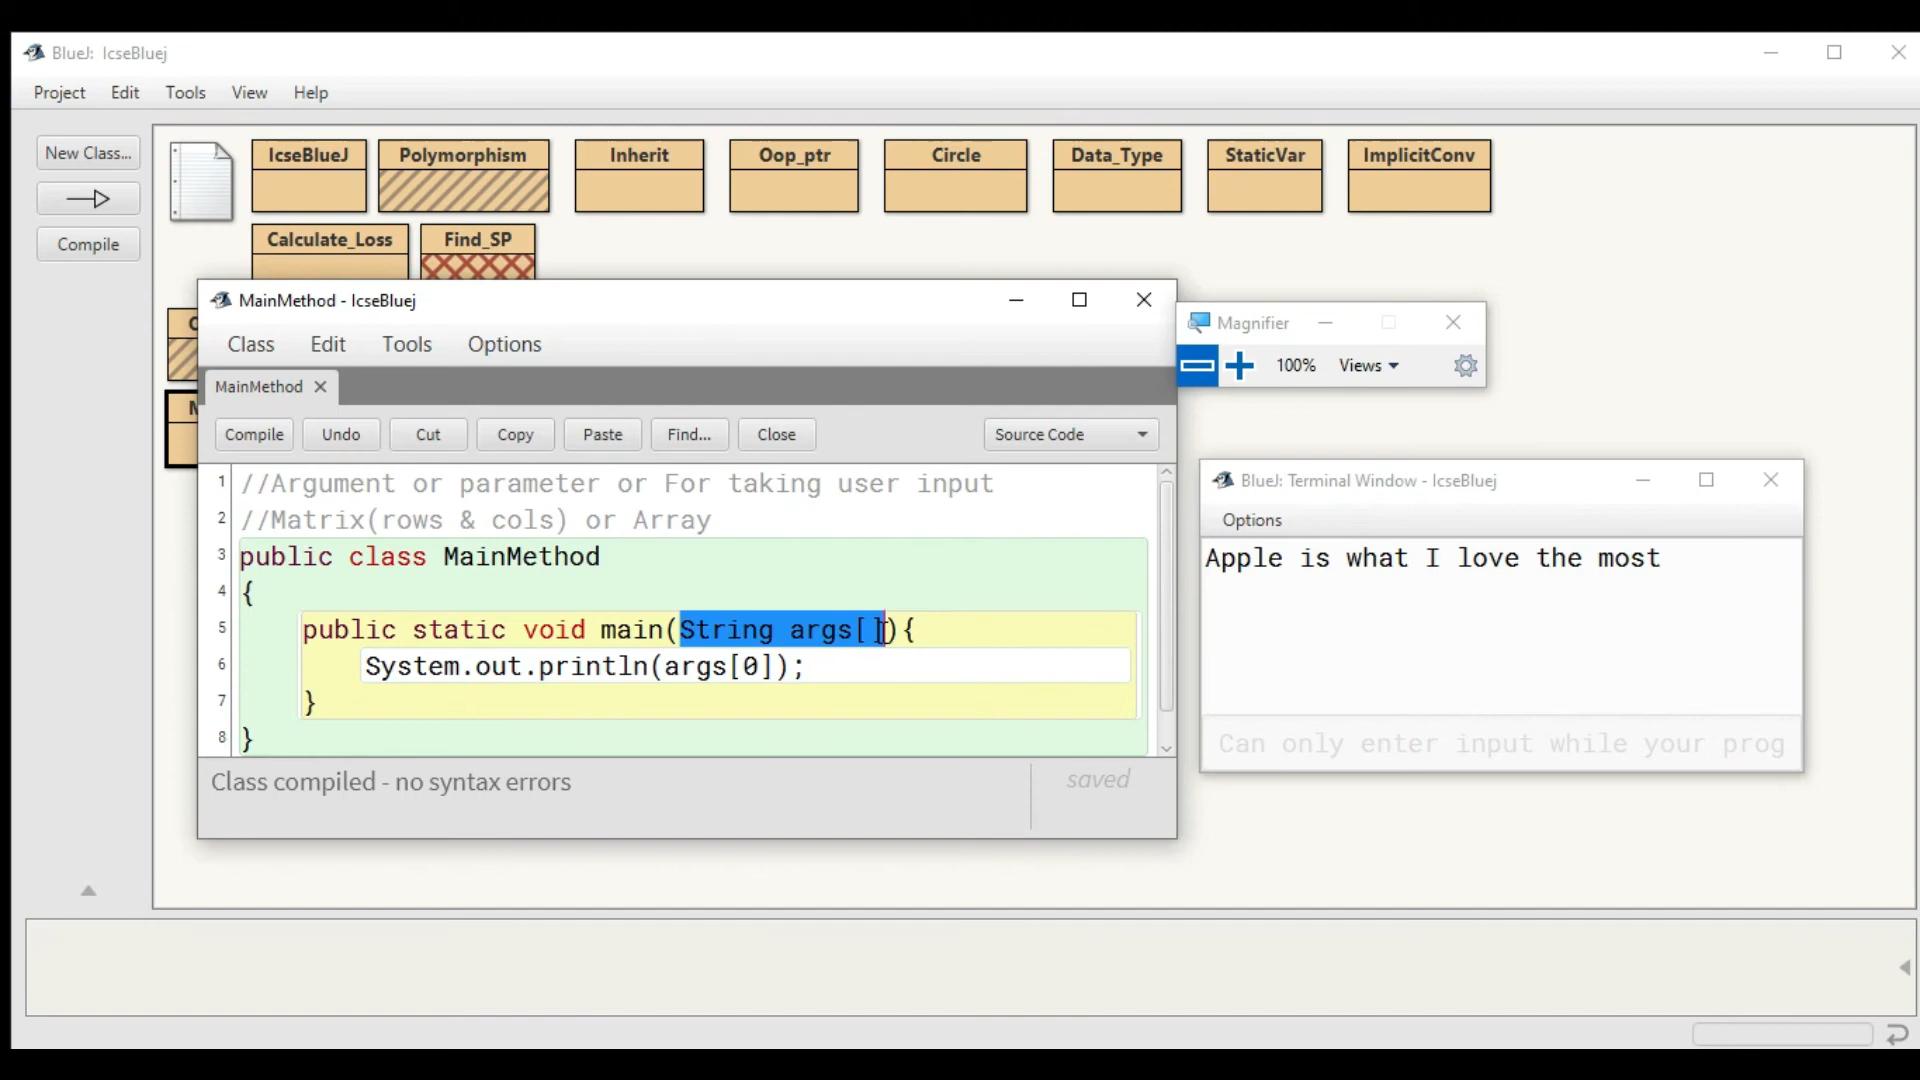 BlueJ: IcseBluej
Project Edit Tools View Help
New Class...
Compile
IcseBlueJ Polymorphism Inherit Oop_ptr Circle Data_Type StaticVar ImplicitConv
Calculate_Loss Find_SP
MainMethod - IcseBluej
Class Edit Tools Options
MainMethod
Compile Undo Cut Copy Paste Find... Close Source Code
1 //Argument or parameter or For taking user input
2 //Matrix(rows & cols) or Array
3 public class MainMethod
4 {
5 public static void main(String args[]){
6 System.out.println(args[0]);
7 }
8 }
Class compiled - no syntax errors
saved
Magnifier
100% Views
BlueJ: Terminal Window - IcseBluej
Options
Apple is what I love the most
Can only enter input while your prog